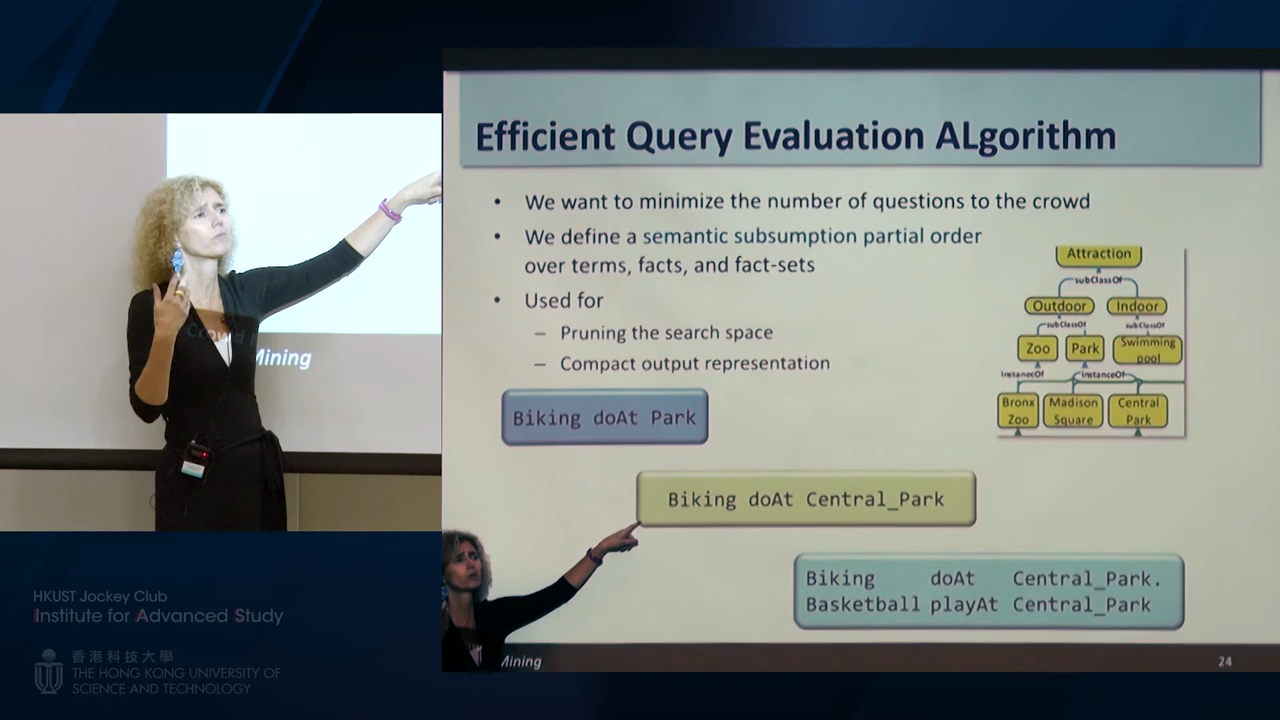 Efficient Query Evaluation ALgorithm
• We want to minimize the number of questions to the crowd
• We define a semantic subsumption partial order
over terms, facts, and fact-sets
• Used for
– Pruning the search space
– Compact output representation
Attraction
subClassOf
Outdoor Indoor
subClassOf subClassOf
Zoo Park Swimming pool
instanceOf instanceOf
Bronx Zoo Madison Square Central Park
Biking doAt Park
Biking doAt Central_Park
Biking doAt Central_Park.
Basketball playAt Central_Park
Mining
24
Crowd
Mining
HKUST Jockey Club
Institute for Advanced Study
香港科技大學
THE HONG KONG UNIVERSITY OF
SCIENCE AND TECHNOLOGY